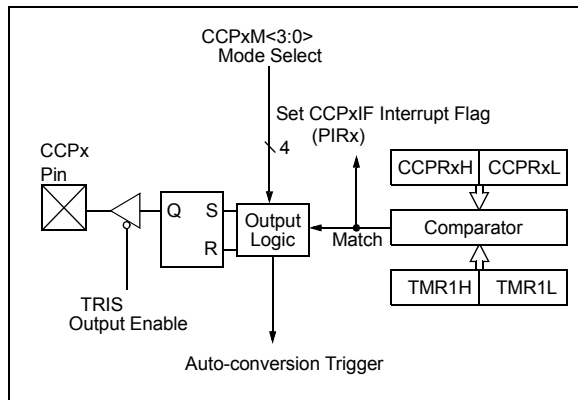 CCPxM<3:0>
Mode Select
Set CCPxIF Interrupt Flag
(PIRx)
4
CCPx
Pin
CCPRxH CCPRxL
Q S
R
Output
Logic
Match
Comparator
TRIS
Output Enable
TMR1H TMR1L
Auto-conversion Trigger